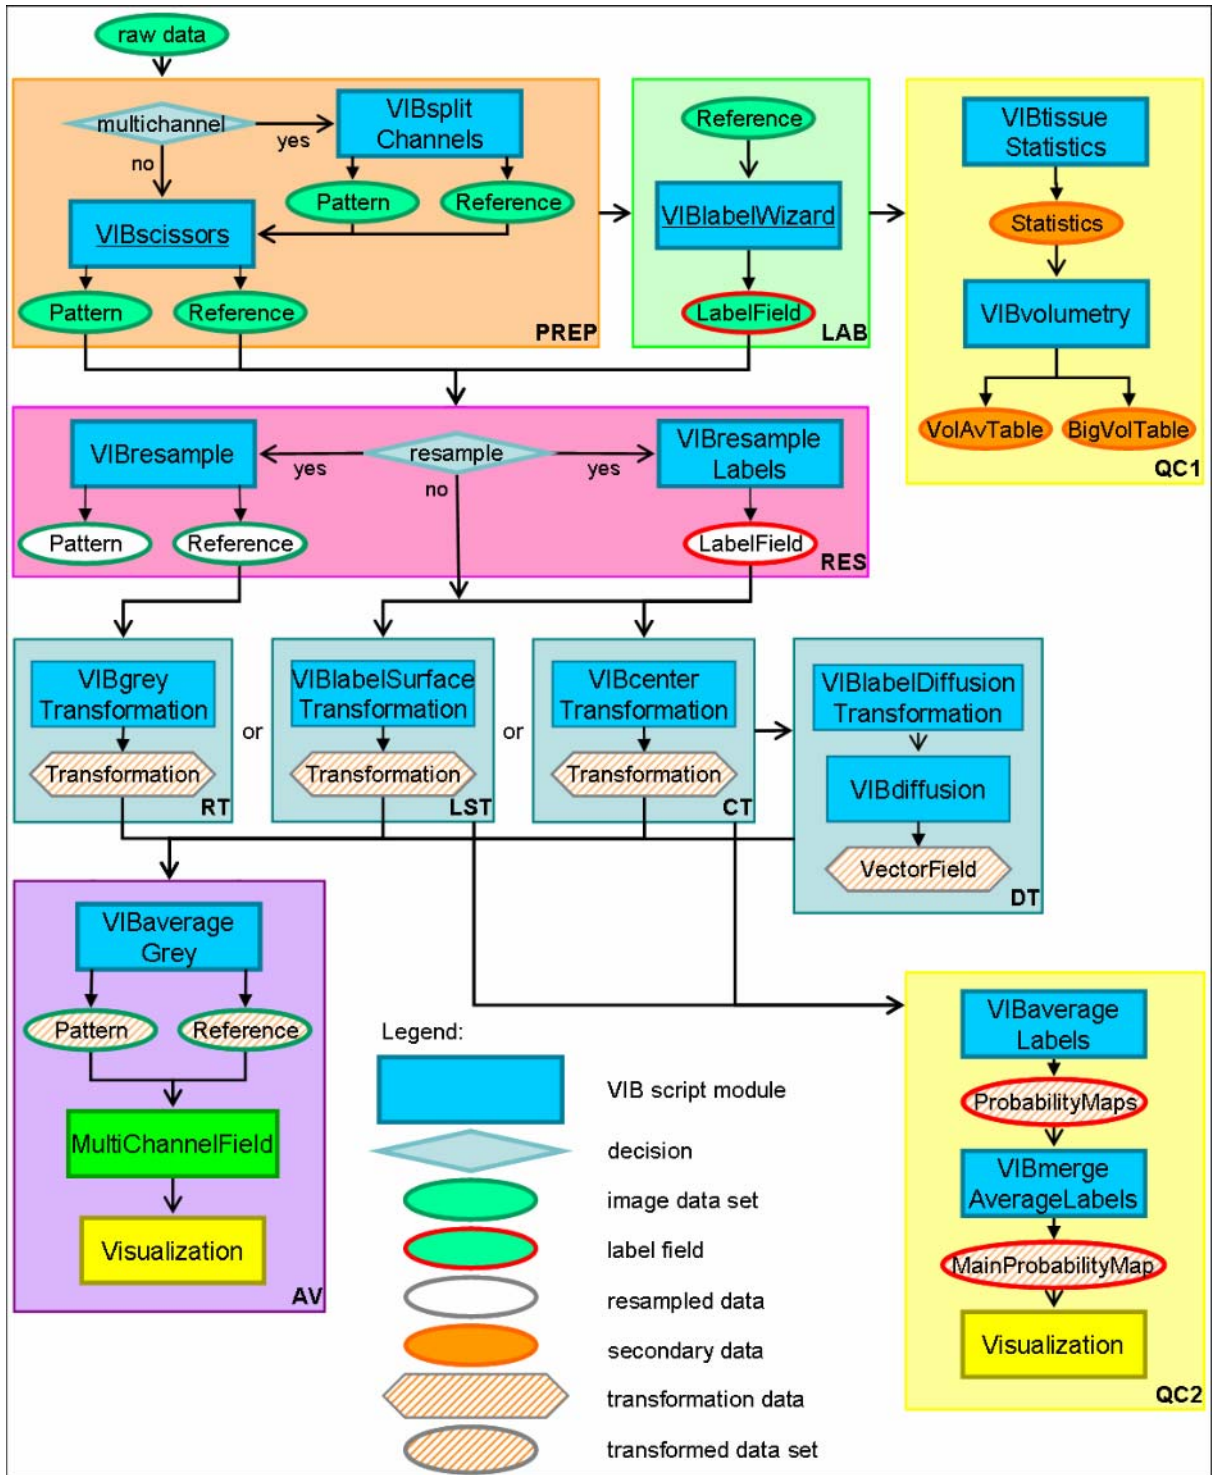 raw data
multichannel
yes
no
VIBsplit
Channels
Pattern
Reference
VIBscissors
Pattern
Reference
PREP
Reference
VIBlabelWizard
LabelField
LAB
VIBtissue
Statistics
Statistics
VIBvolumetry
VolAvTable
BigVolTable
QC1
VIBresample
yes
resample
yes
no
VIBresample
Labels
Pattern
Reference
LabelField
RES
VIBgrey
Transformation
Transformation
RT
or
VIBlabelSurface
Transformation
Transformation
LST
or
VIBcenter
Transformation
Transformation
CT
VIBlabelDiffusion
Transformation
VIBdiffusion
VectorField
DT
VIBaverage
Grey
Pattern
Reference
MultiChannelField
Visualization
AV
Legend:
VIB script module
decision
image data set
label field
resampled data
secondary data
transformation data
transformed data set
VIBaverage
Labels
ProbabilityMaps
VIBmerge
AverageLabels
MainProbabilityMap
Visualization
QC2